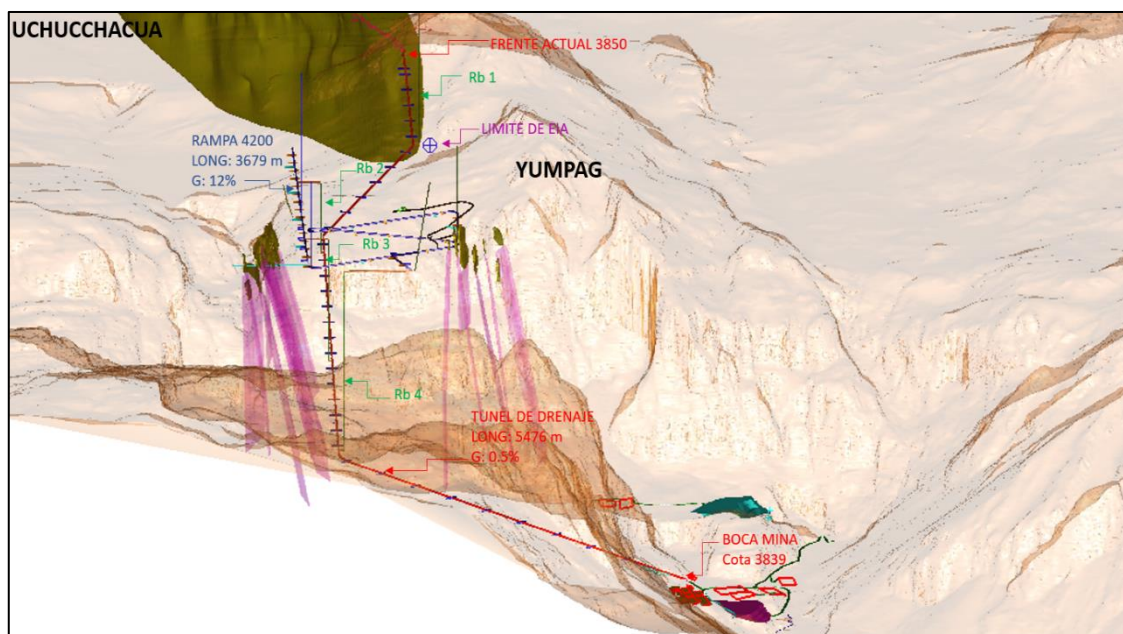 UCHUCCHACUA
FRENTE ACTUAL 3850
Rb 1
LIMITE DE EIA
RAMPA 4200
LONG: 3679 m
G: 12%
Rb 2
YUMPAG
Rb 3
Rb 4
TUNEL DE DRENAJE
LONG: 5476 m
G: 0.5%
BOCA MINA
Cota 3839